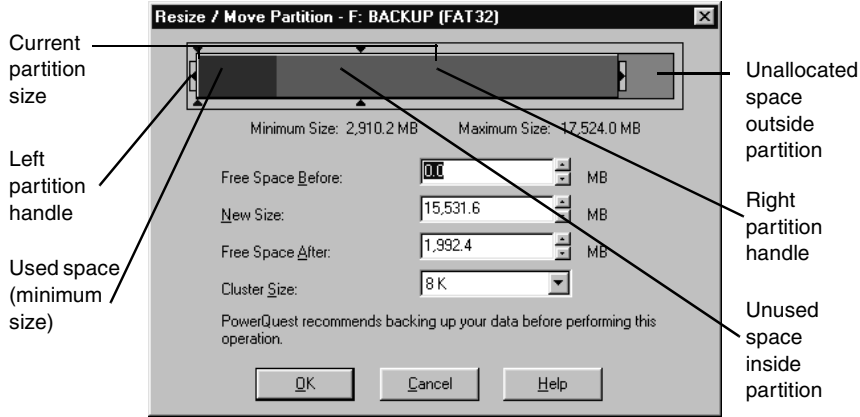 Resize / Move Partition - F: BACKUP (FAT32)
Current
partition
size
Left
partition
handle
Used space
(minimum
size)
Minimum Size: 2,910.2 MB Maximum Size: 17,524.0 MB
Free Space Before: 0.0 MB
New Size: 15,531.6 MB
Free Space After: 1,992.4 MB
Cluster Size: 8 K
PowerQuest recommends backing up your data before performing this
operation.
OK Cancel Help
Unallocated
space
outside
partition
Right
partition
handle
Unused
space
inside
partition